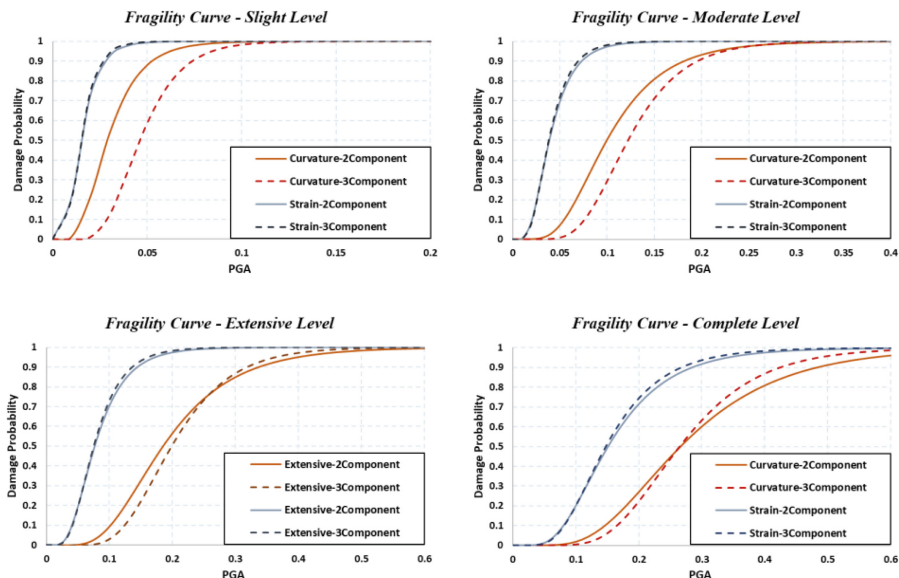 Fragility Curve - Slight Level
Damage Probability
1
0.9
0.8
0.7
0.6
0.5
0.4
0.3
0.2
0.1
0
0 0.05 0.1 0.15 0.2
PGA
Curvature-2Component
Curvature-3Component
Strain-2Component
Strain-3Component
Fragility Curve - Moderate Level
Damage Probability
1
0.9
0.8
0.7
0.6
0.5
0.4
0.3
0.2
0.1
0
0 0.05 0.1 0.15 0.2 0.25 0.3 0.35 0.4
PGA
Curvature-2Component
Curvature-3Component
Strain-2Component
Strain-3Component
Fragility Curve - Extensive Level
Damage Probability
1
0.9
0.8
0.7
0.6
0.5
0.4
0.3
0.2
0.1
0
0 0.1 0.2 0.3 0.4 0.5 0.6
PGA
Extensive-2Component
Extensive-3Component
Extensive-2Component
Extensive-3Component
Fragility Curve - Complete Level
Damage Probability
1
0.9
0.8
0.7
0.6
0.5
0.4
0.3
0.2
0.1
0
0 0.1 0.2 0.3 0.4 0.5 0.6
PGA
Curvature-2Component
Curvature-3Component
Strain-2Component
Strain-3Component